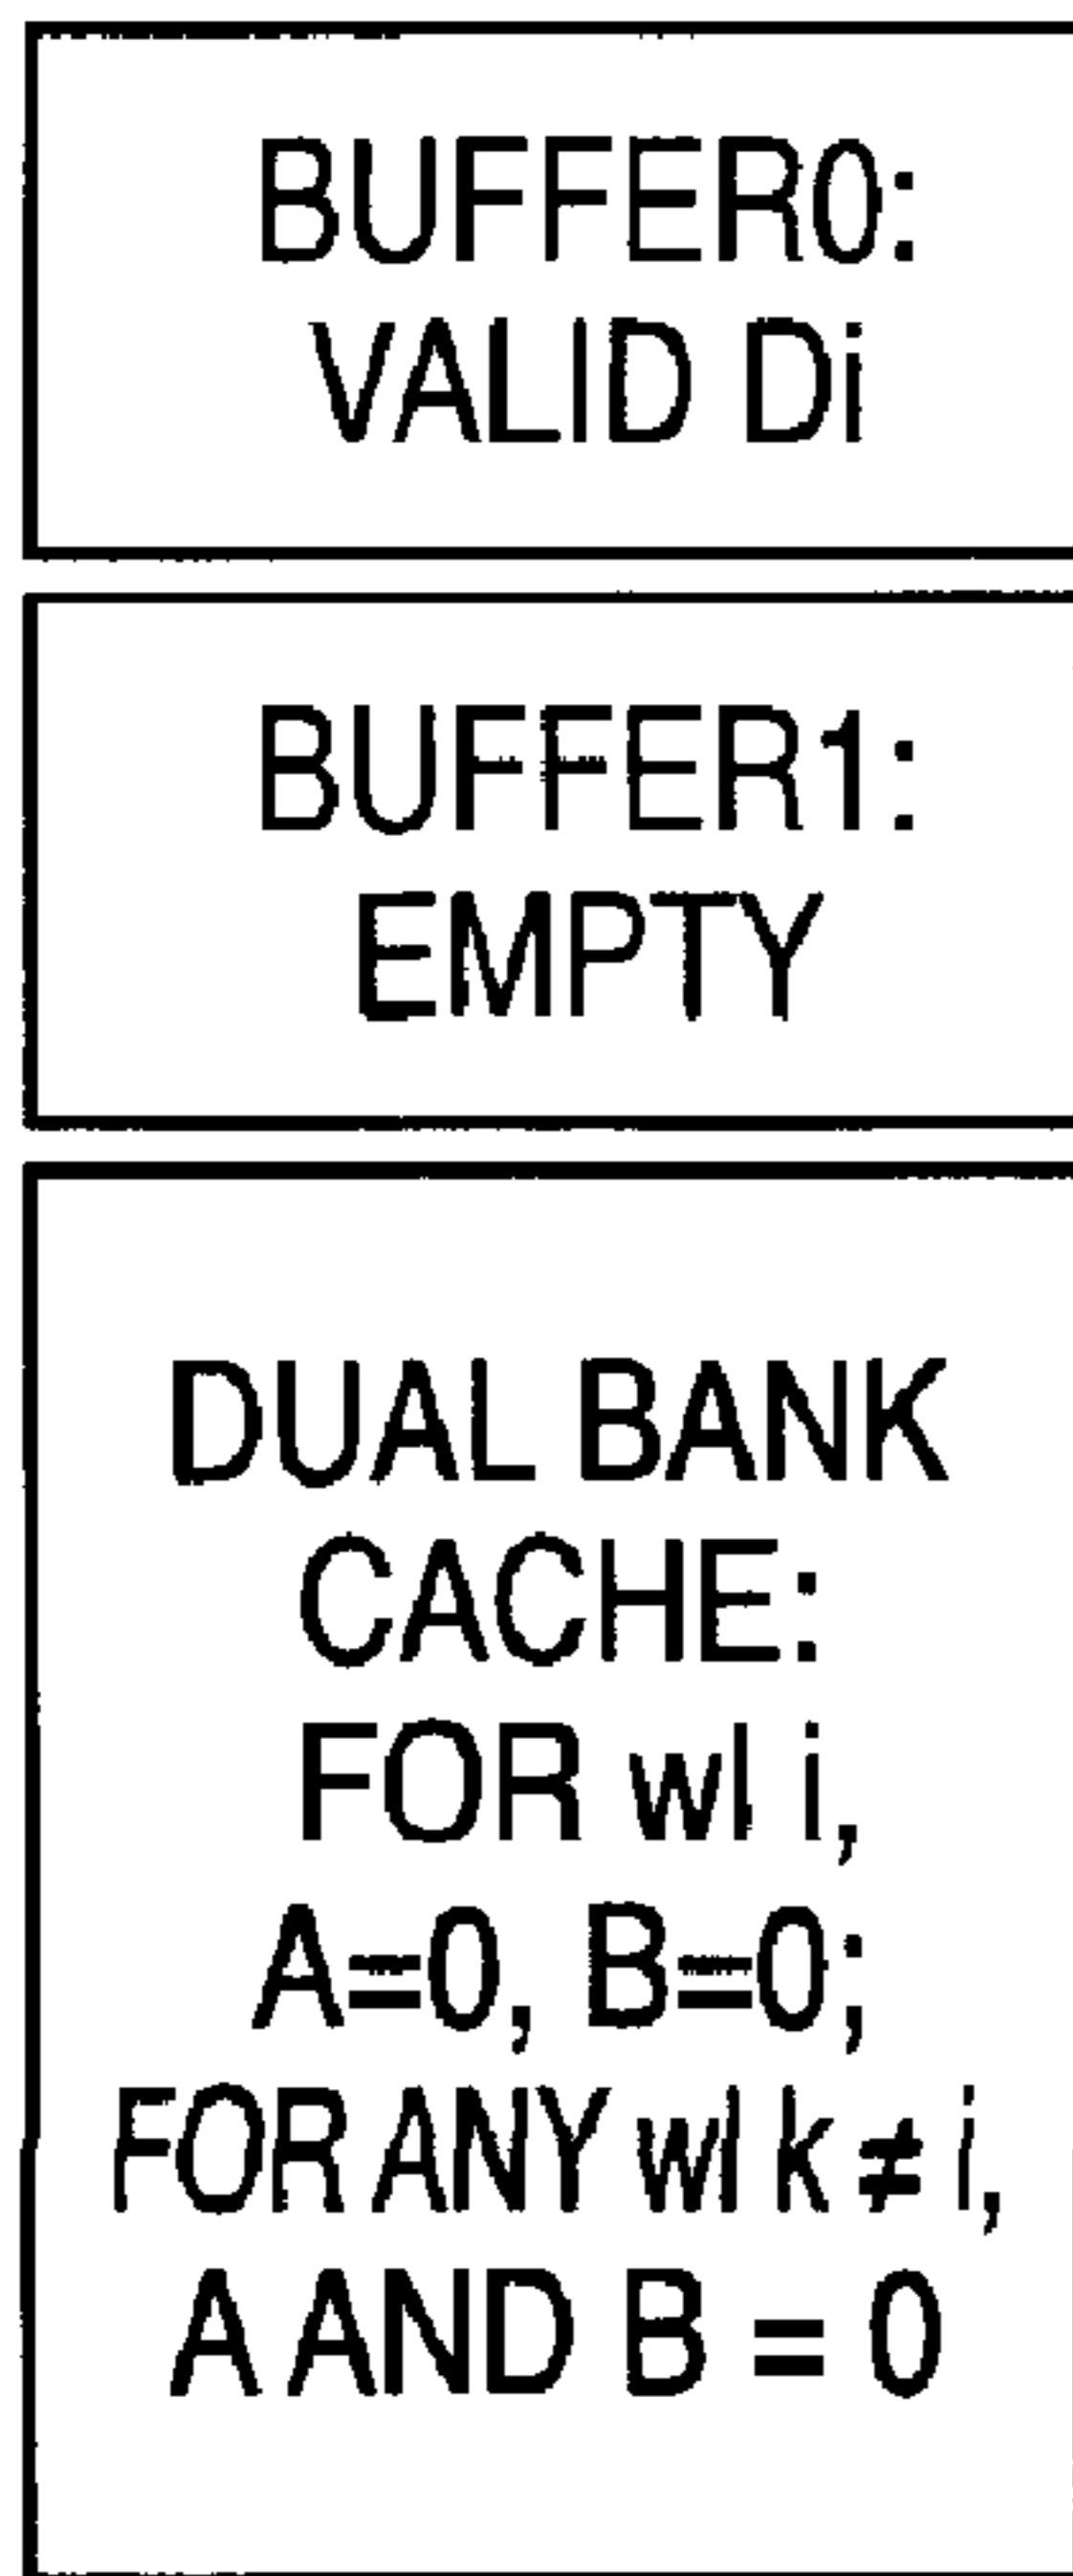 BUFFER0:
VALID Di
BUFFER1:
EMPTY
DUAL BANK
CACHE:
FOR wl i,
A=0, B=0;
FOR ANY wl k ≠ i,
A AND B = 0